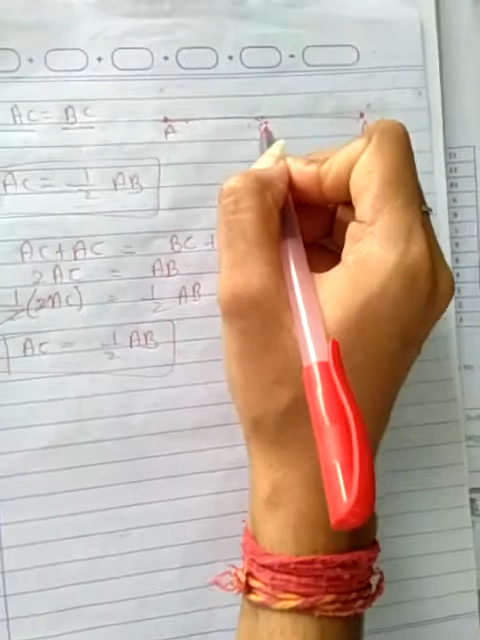 AC = BC
A
AC = 1/2 AB
AC + AC = BC +
2AC = AB
1/2 (2AC) = 1/2 AB
AC = 1/2 AB